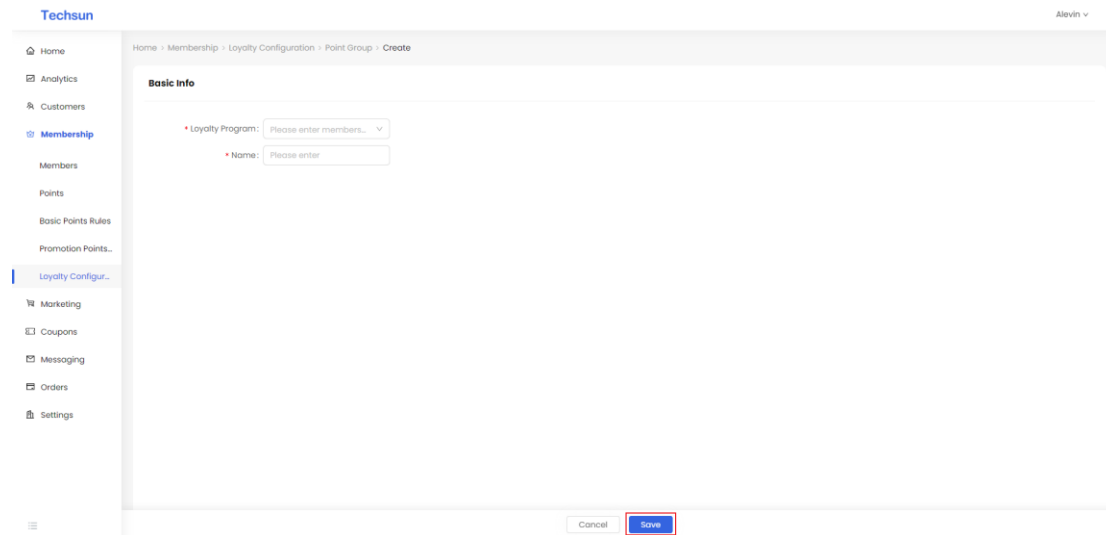 Techsun
Alevin
Home
Analytics
Customers
Membership
Members
Points
Basic Points Rules
Promotion Points...
Loyalty Configur...
Marketing
Coupons
Messaging
Orders
Settings
Home > Membership > Loyalty Configuration > Point Group > Create
Basic Info
* Loyalty Program: Please enter members...
* Name: Please enter
Cancel Save